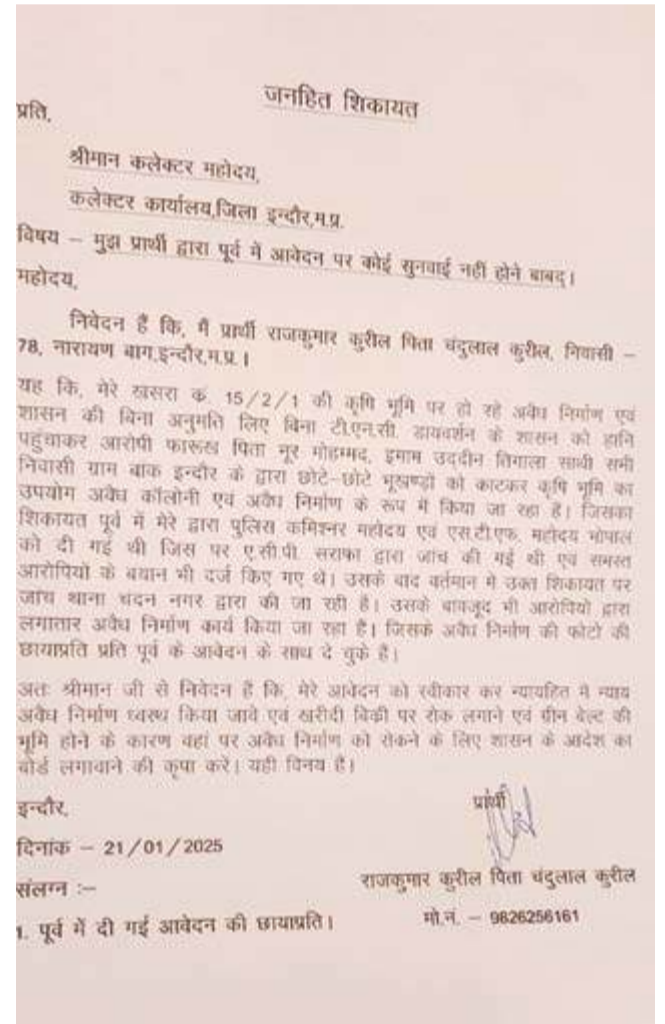 जनहित शिकायत
प्रति,
श्रीमान कलेक्टर महोदय,
कलेक्टर कार्यालय,जिला इन्दौर,म.प्र.
विषय – मुझ प्रार्थी द्वारा पूर्व में आवेदन पर कोई सुनवाई नहीं होने बाबद्।
महोदय,
निवेदन हैं कि, मैं प्रार्थी राजकुमार कुरील पिता चंदुलाल कुरील, निवासी –
78, नारायण बाग,इन्दौर,म.प्र.।
यह कि, मेरे खसरा क्र. 15/2/1 की कृषि भूमि पर हो रहे अवैध निर्माण एवं
शासन की बिना अनुमति लिए बिना टी.एन.सी. डायवर्शन के शासन को हानि
पहुंचाकर आरोपी फारूख पिता नूर मोहम्मद, इमाम उद्दीन तिगाला साथी सभी
निवासी ग्राम बांक इन्दौर के द्वारा छोटे–छोटे भूखण्डो को काटकर कृषि भूमि का
उपयोग अवैध कॉलोनी एवं अवैध निर्माण के रूप में किया जा रहा है। जिसका
शिकायत पूर्व में मेरे द्वारा पुलिस कमिश्नर महोदय एवं एस.टी.एफ. महोदय भोपाल
को दी गई थी जिस पर ए.सी.पी. सराफा द्वारा जांच की गई थी एवं समस्त
आरोपियो के बयान भी दर्ज किए गए थे। उसके बाद वर्तमान में उक्त शिकायत पर
जांच थाना चंदन नगर द्वारा की जा रही है। उसके बावजूद भी आरोपियो द्वारा
लगातार अवैध निर्माण कार्य किया जा रहा है। जिसके अवैध निर्माण की फोटो की
छायाप्रति प्रति पूर्व के आवेदन के साथ दे चुके हैं।
अतः श्रीमान जी से निवेदन हैं कि, मेरे आवेदन को स्वीकार कर न्यायहित में न्याय
अवैध निर्माण ध्वस्थ किया जावे एवं खरीदी बिक्री पर रोक लगाने एवं ग्रीन बेल्ट की
भूमि होने के कारण वहां पर अवैध निर्माण को रोकने के लिए शासन के आदेश का
बोर्ड लगावाने की कृपा करे। यही विनय है।
इन्दौर,
प्रार्थी
दिनांक – 21/01/2025
राजकुमार कुरील पिता चंदुलाल कुरील
संलग्न :–
मो.नं. – 9826256161
1. पूर्व में दी गई आवेदन की छायाप्रति।